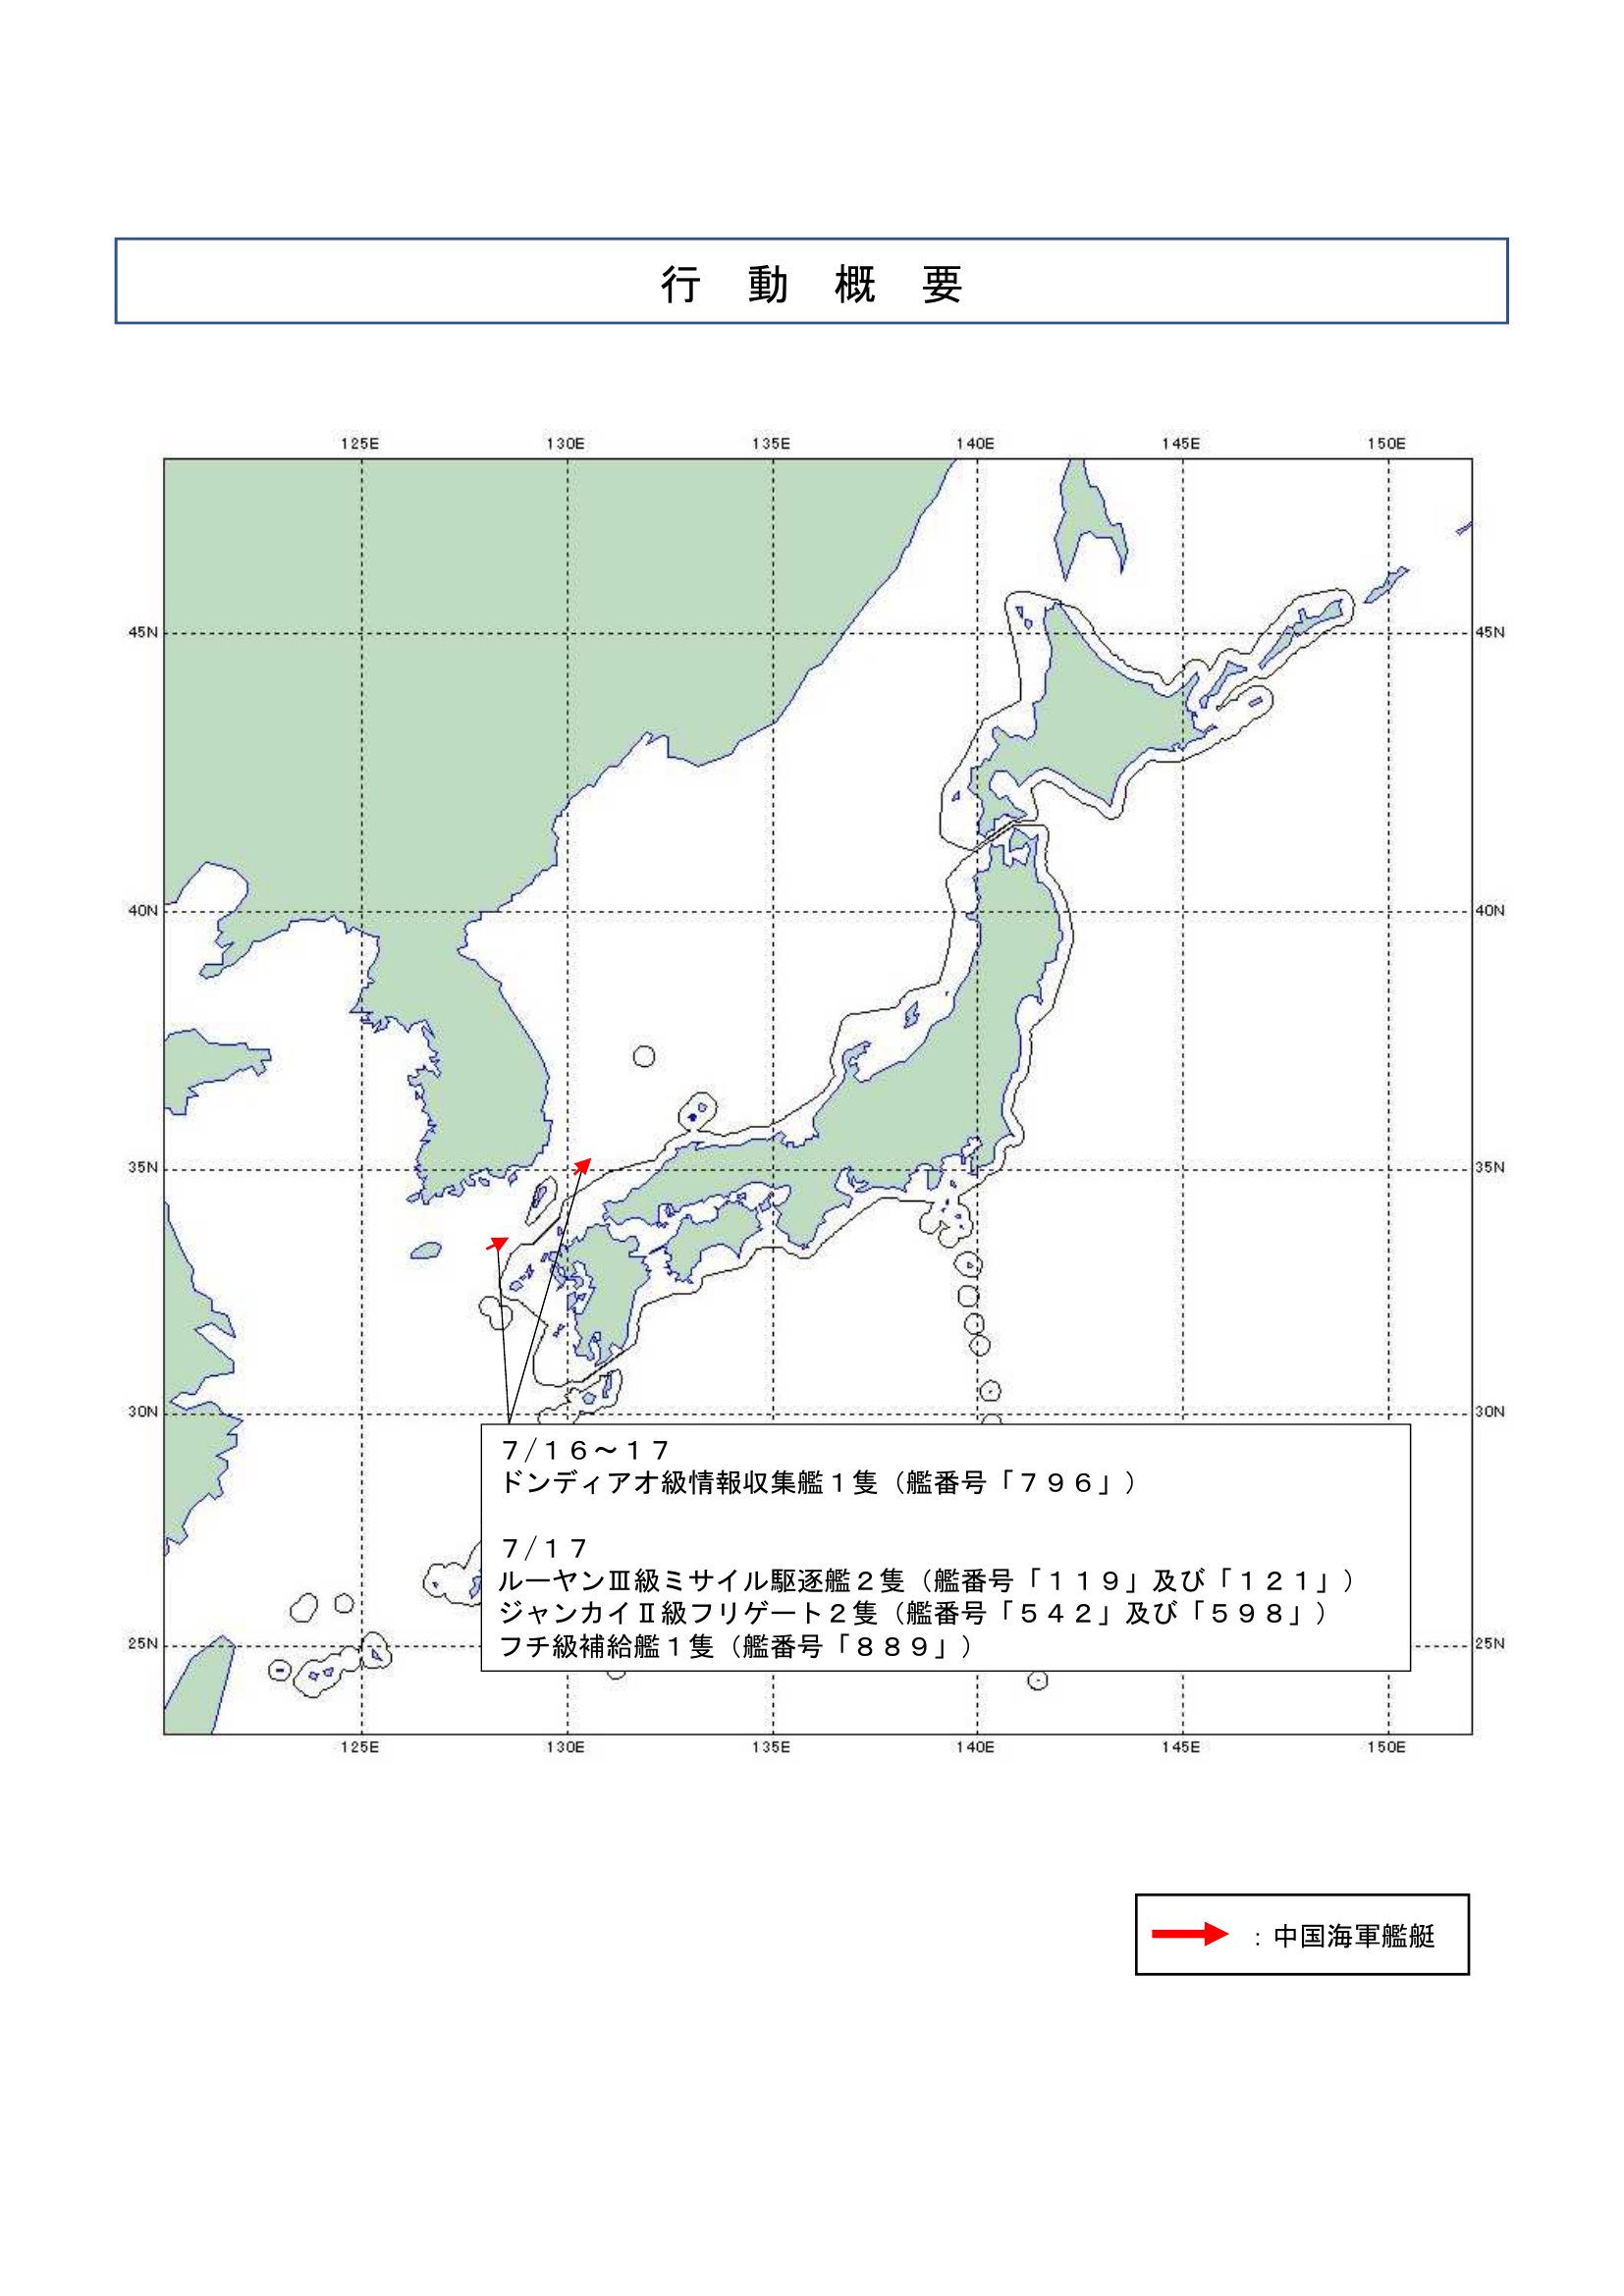 行　動　概　要
125E 130E 135E 140E 145E 150E
45N 45N
40N 40N
35N 35N
30N 30N
7/16～17
ドンディアオ級情報収集艦1隻（艦番号「796」）
7/17
ルーヤンⅢ級ミサイル駆逐艦2隻（艦番号「119」及び「121」）
ジャンカイⅡ級フリゲート2隻（艦番号「542」及び「598」）
フチ級補給艦1隻（艦番号「889」）
25N 25N
125E 130E 135E 140E 145E 150E
：中国海軍艦艇